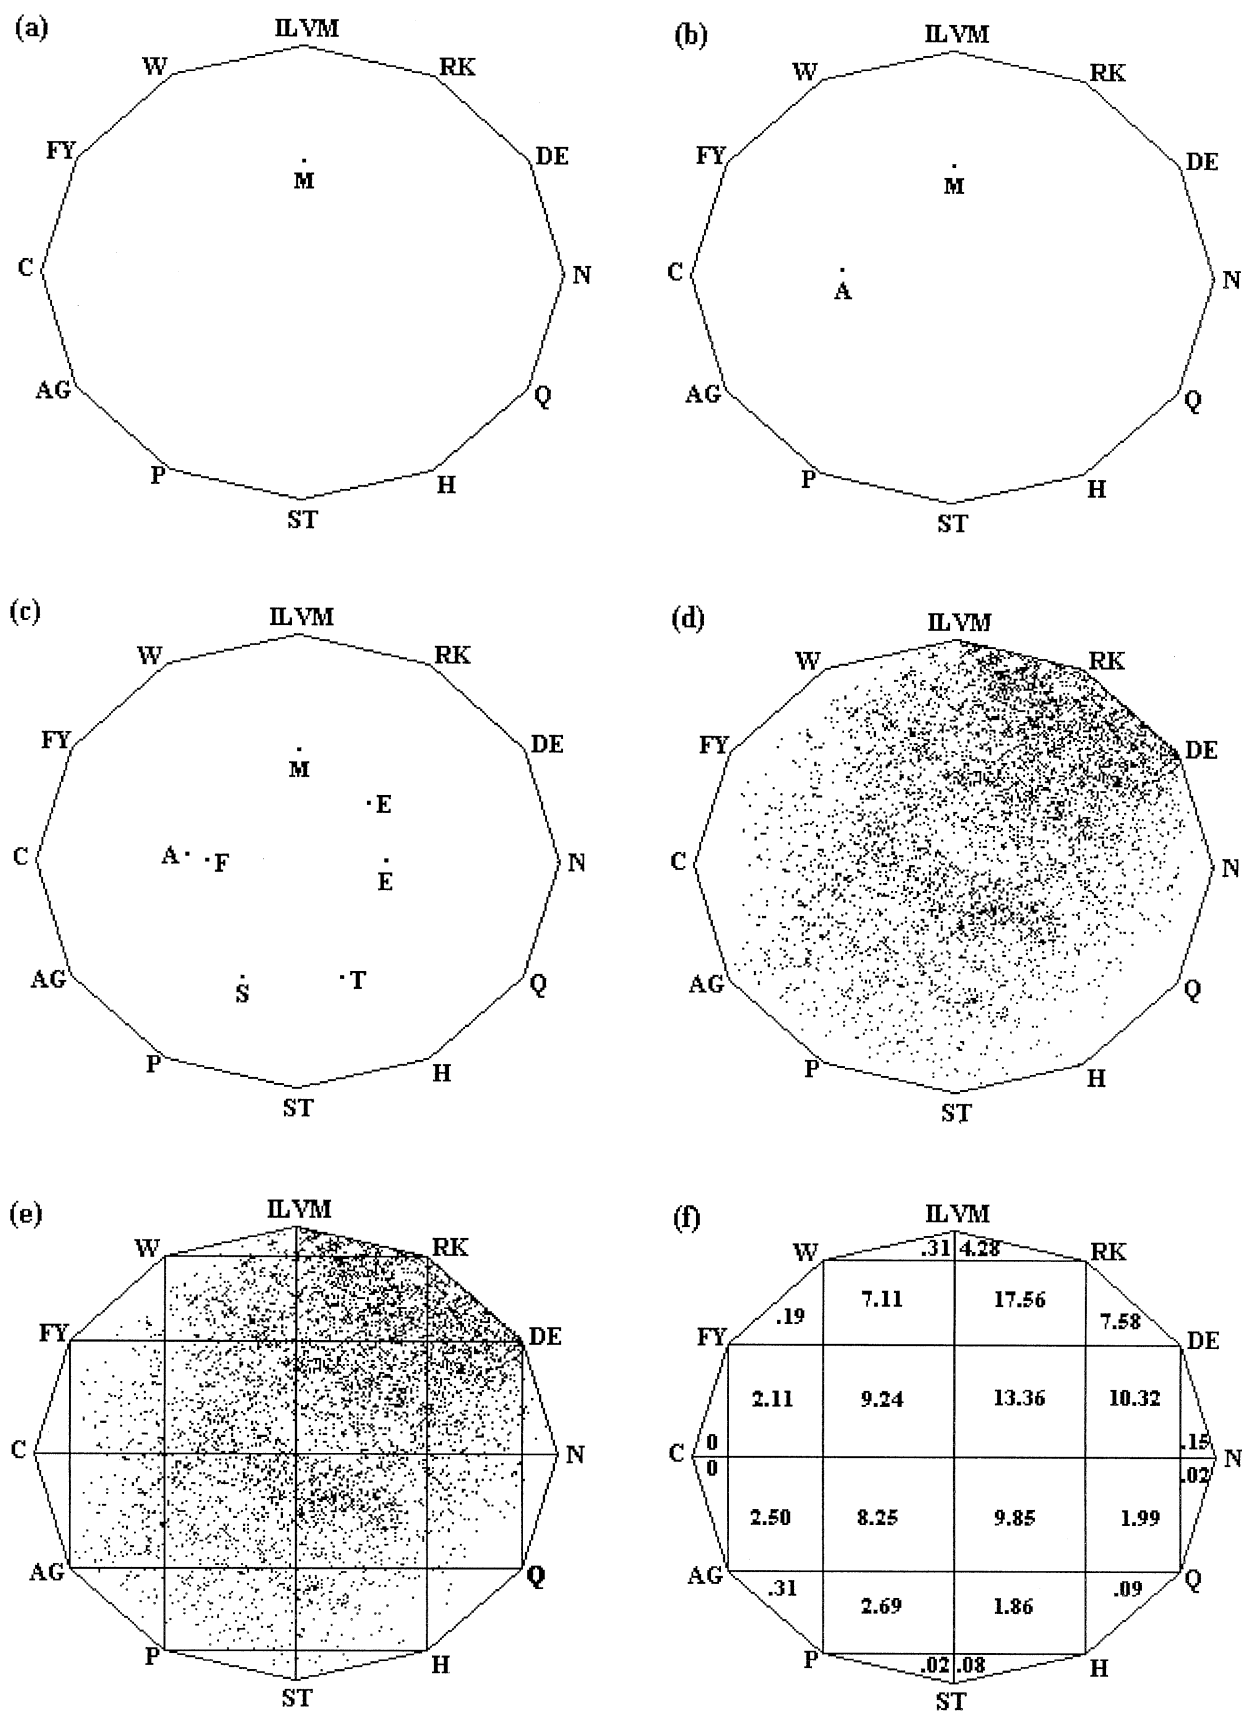 (a)
ILVM
W
RK
FY
DE
M
C
N
AG
Q
P
H
ST
(b)
ILVM
W
RK
FY
DE
M
C
A
N
AG
Q
P
H
ST
(c)
ILVM
W
RK
FY
DE
M
E
A
F
C
N
E
AG
S
T
Q
P
H
ST
(d)
ILVM
W
RK
FY
DE
C
N
AG
Q
P
H
ST
(e)
ILVM
W
RK
FY
DE
C
N
AG
Q
P
H
ST
(f)
ILVM
W
.31 4.28
RK
7.11 17.56
.19 7.58
FY
DE
2.11 9.24 13.36 10.32
0 .15
C
N
0 .02
2.50 8.25 9.85 1.99
AG
Q
.31 .09
2.69 1.86
P
.02 .08
H
ST